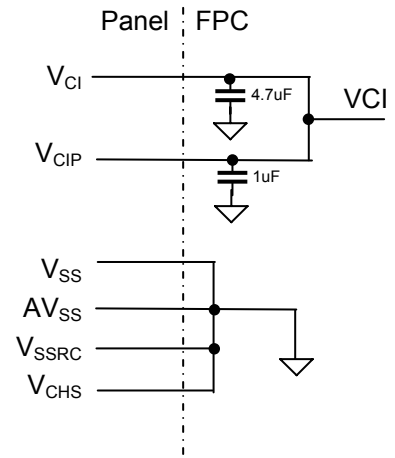 Panel FPC
VCI
4.7uF
VCI
VCIP
1uF
VSS
AVSS
VSSRC
VCHS